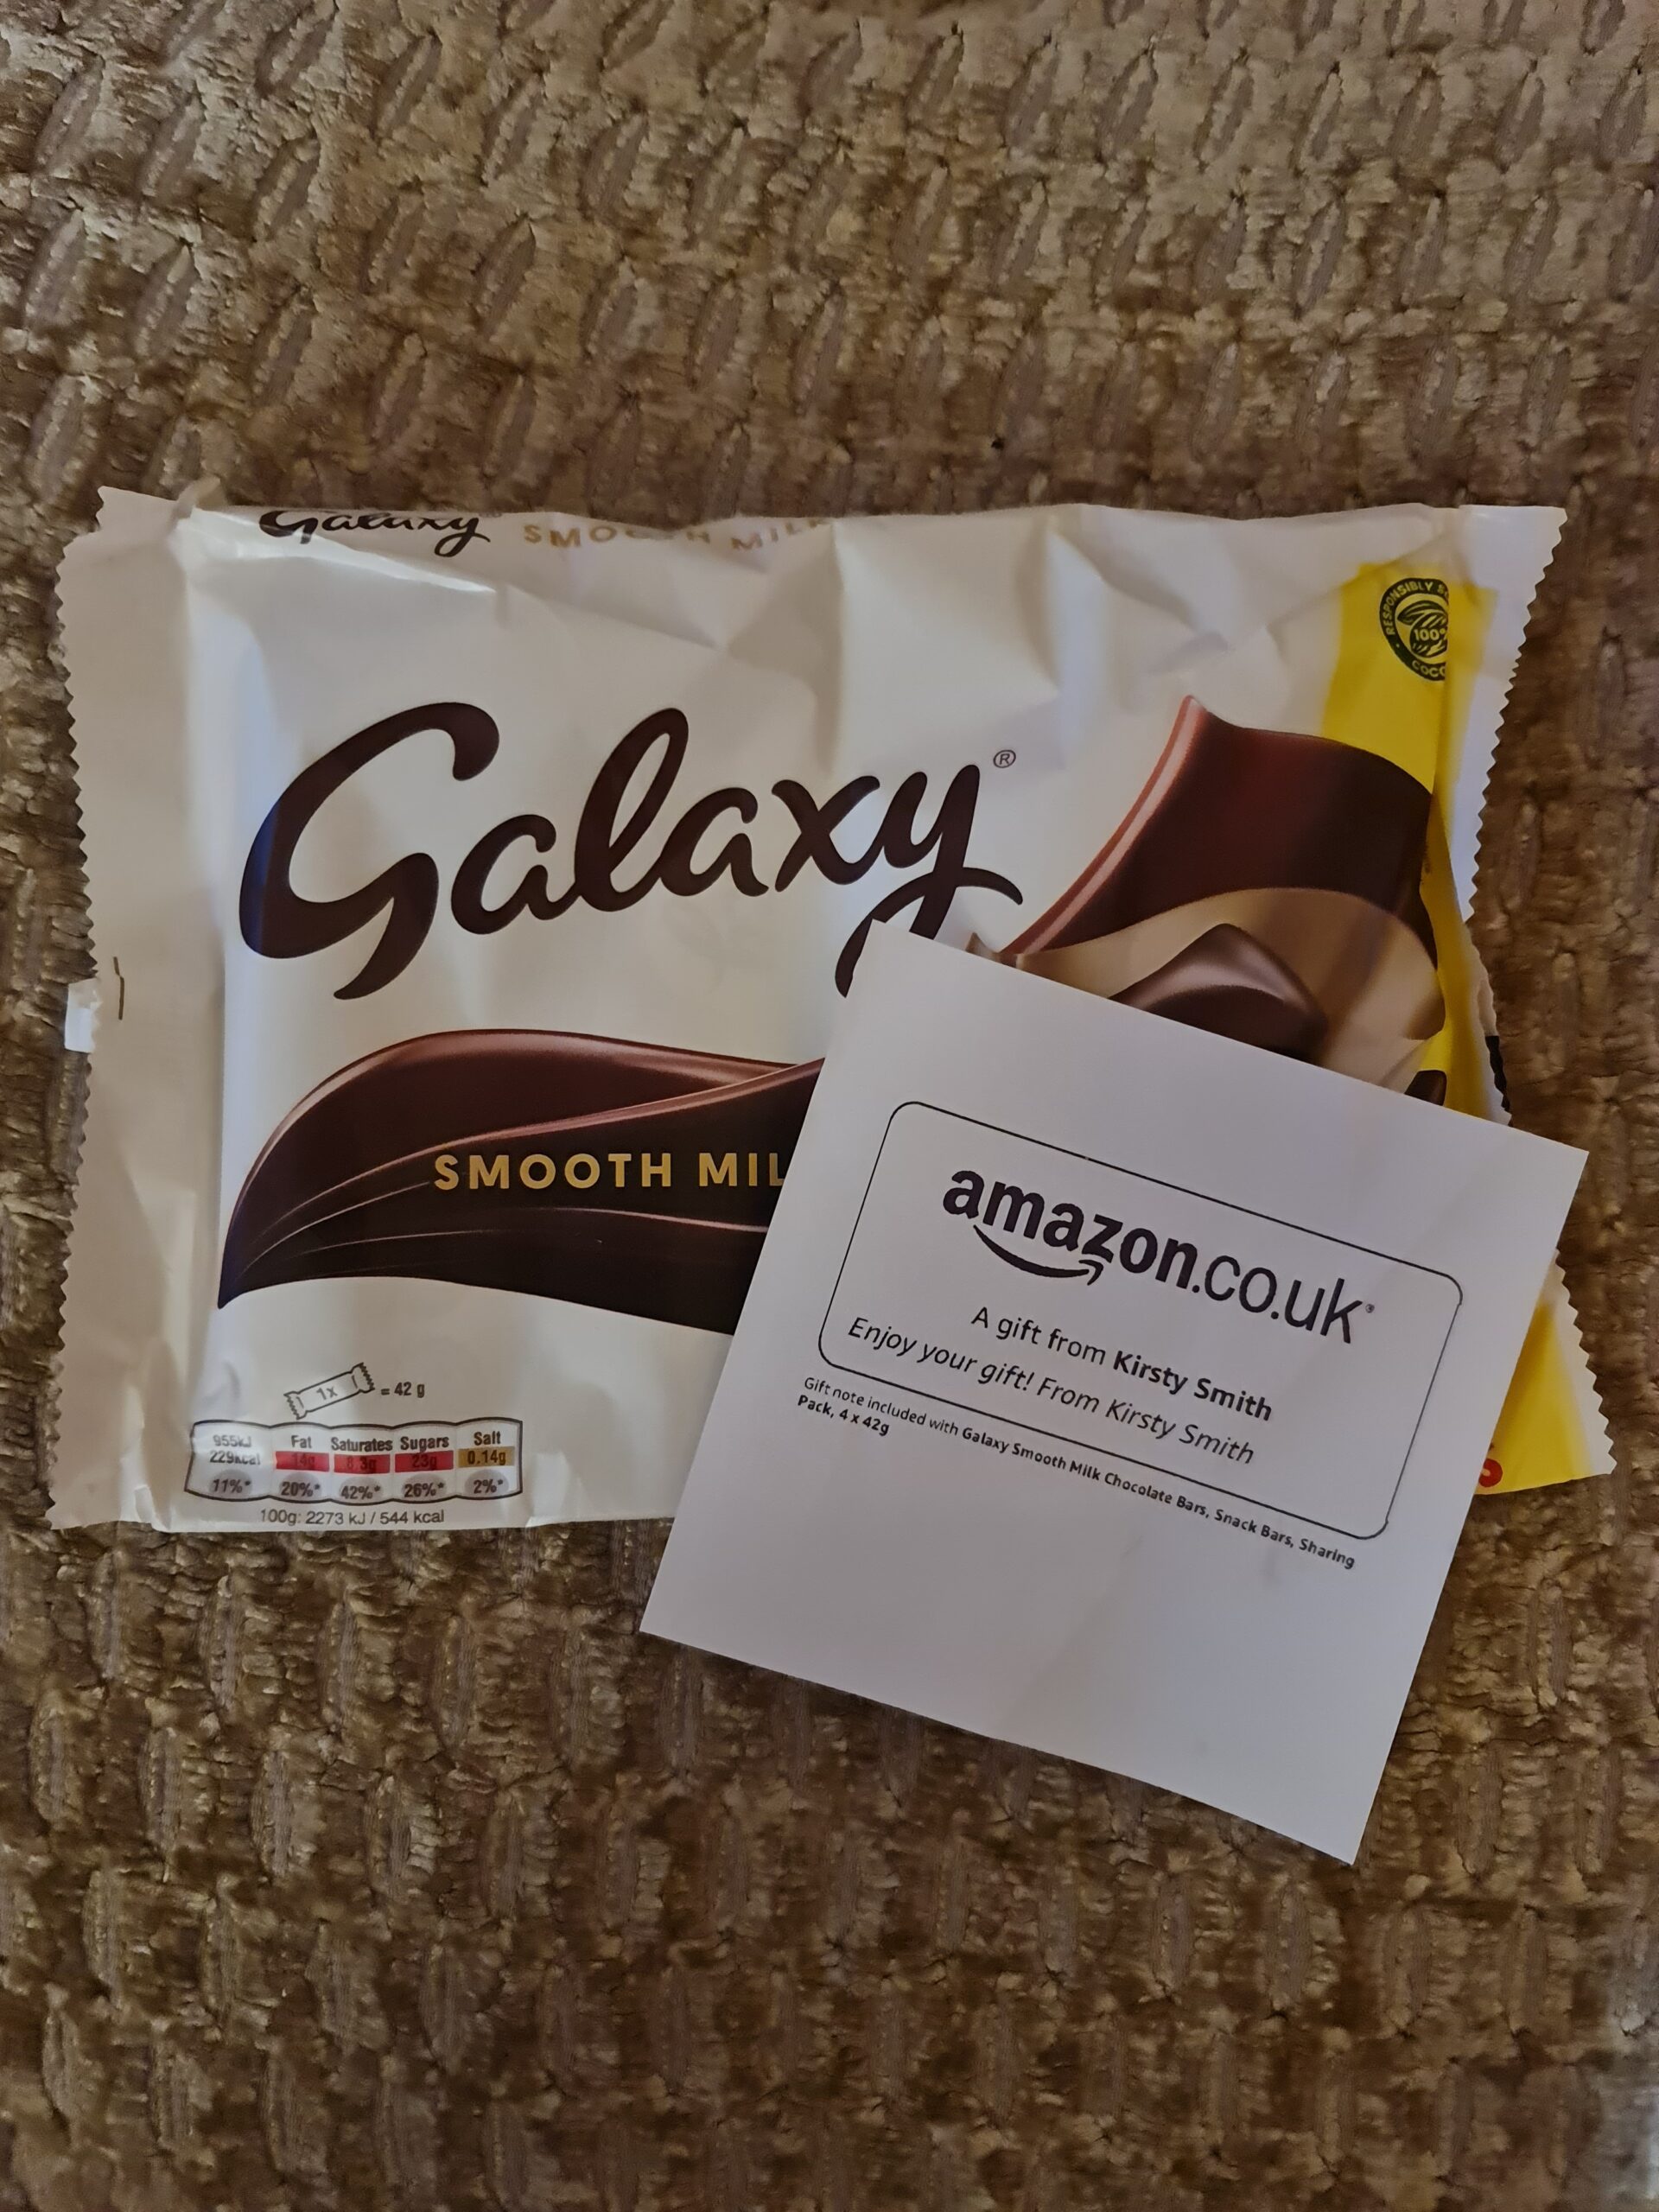 Galaxy SMOOTH MILK
RESPONSIBLY
100%
Galaxy®
SMOOTH MIL
1x = 42 g
955kJ Fat Saturates Sugars Salt
229kcal 14g 8.3g 23g 0.14g
11%* 20%* 42%* 26%* 2%*
100g: 2273 kJ / 544 kcal
amazon.co.uk
A gift from Kirsty Smith
Enjoy your gift! From Kirsty Smith
Gift note included with Galaxy Smooth Milk Chocolate Bars, Snack Bars, Sharing
Pack, 4 x 42g